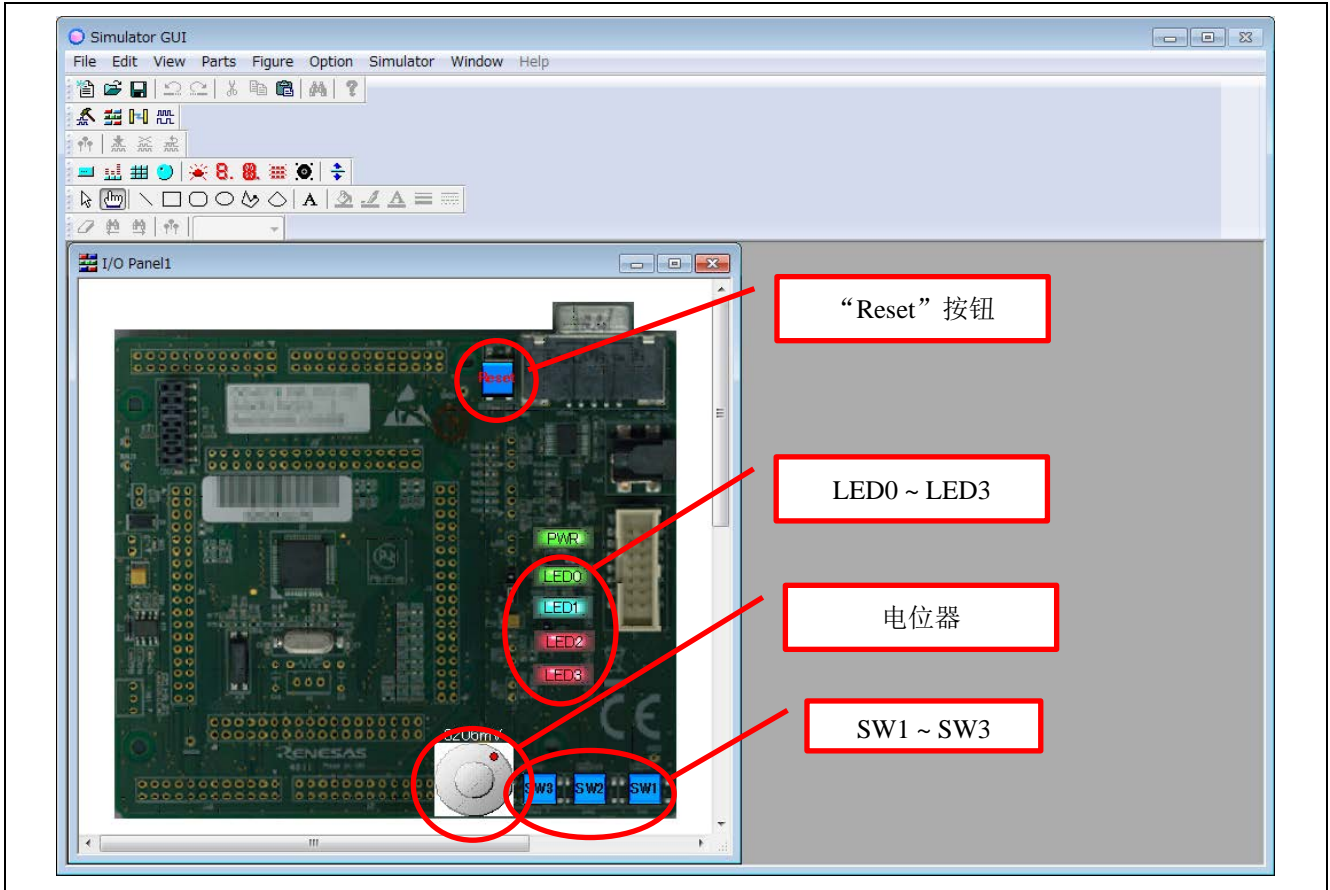 Simulator GUI
File Edit View Parts Figure Option Simulator Window Help
I/O Panel1
“Reset”按钮
Reset
LED0 ~ LED3
PWR
LED0
LED1
电位器
LED2
LED3
SW1 ~ SW3
RENESAS
SW3 SW2 SW1